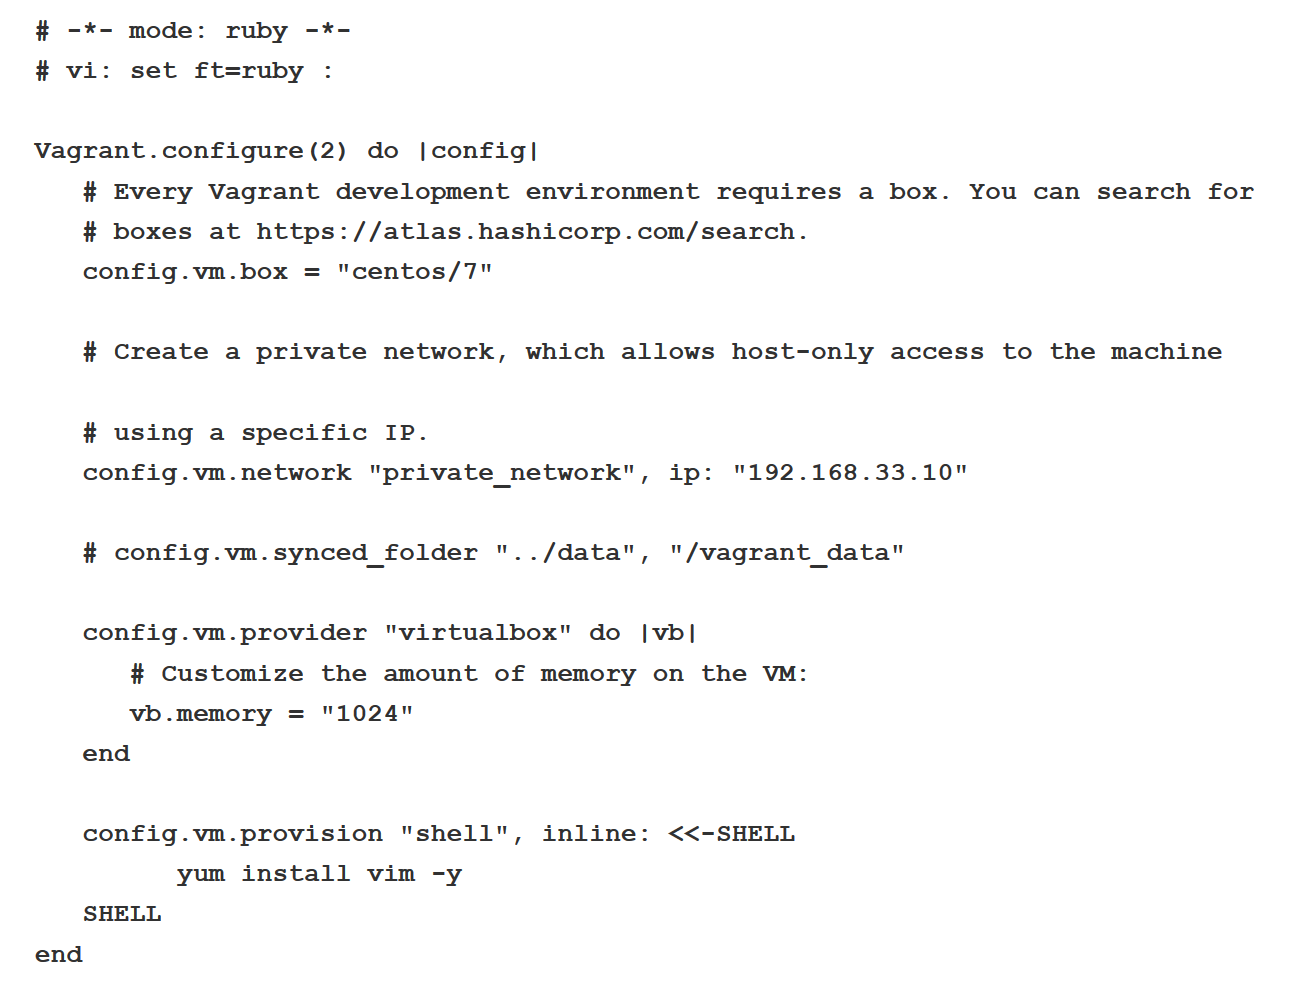 # -*- mode: ruby -*-
# vi: set ft=ruby :
Vagrant.configure(2) do |config|
# Every Vagrant development environment requires a box. You can search for
# boxes at https://atlas.hashicorp.com/search.
config.vm.box = "centos/7"
# Create a private network, which allows host-only access to the machine
# using a specific IP.
config.vm.network "private_network", ip: "192.168.33.10"
# config.vm.synced_folder "../data", "/vagrant_data"
config.vm.provider "virtualbox" do |vb|
# Customize the amount of memory on the VM:
vb.memory = "1024"
end
config.vm.provision "shell", inline: <<-SHELL
yum install vim -y
SHELL
end